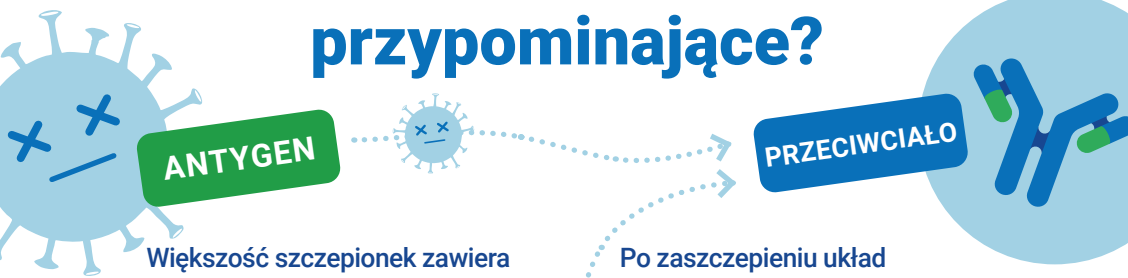 przypominające?
ANTYGEN
PRZECIWCIAŁO
Większość szczepionek zawiera
Po zaszczepieniu układ